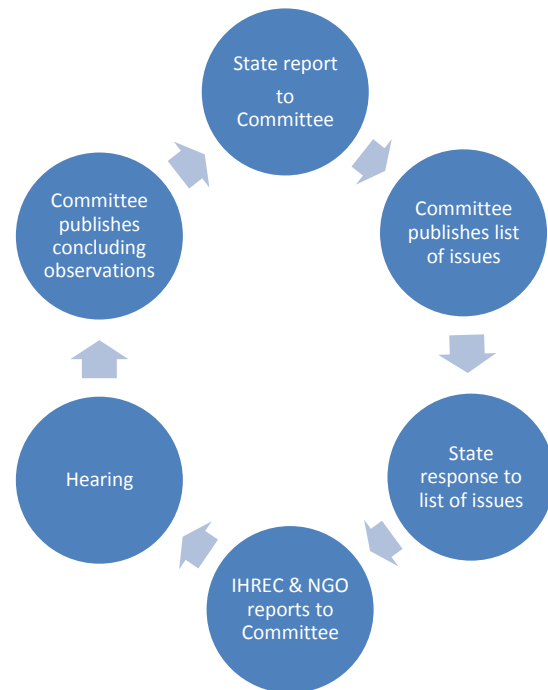 State report
to
Committee
Committee
publishes list
of issues
State
response to
list of issues
IHREC & NGO
reports to
Committee
Hearing
Committee
publishes
concluding
observations